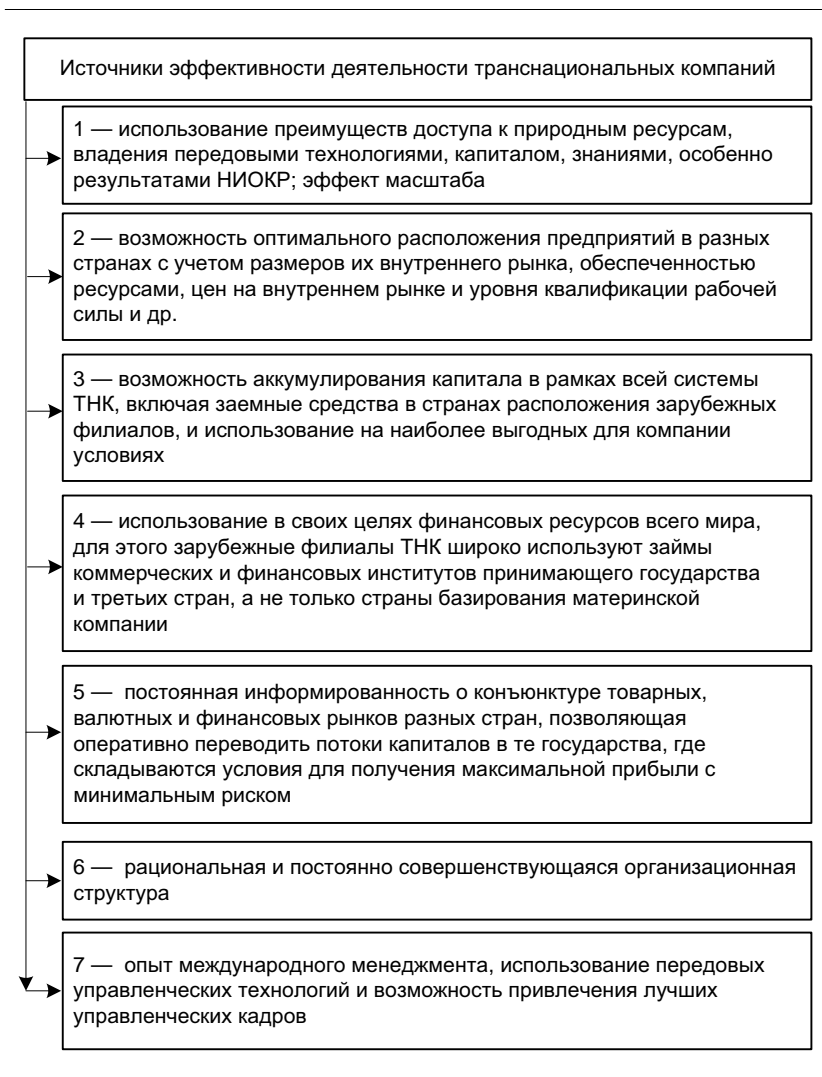 Источники эффективности деятельности транснациональных компаний
1 — использование преимуществ доступа к природным ресурсам,
владения передовыми технологиями, капиталом, знаниями, особенно
результатами НИОКР; эффект масштаба
2 — возможность оптимального расположения предприятий в разных
странах с учетом размеров их внутреннего рынка, обеспеченностью
ресурсами, цен на внутреннем рынке и уровня квалификации рабочей
силы и др.
3 — возможность аккумулирования капитала в рамках всей системы
ТНК, включая заемные средства в странах расположения зарубежных
филиалов, и использование на наиболее выгодных для компании
условиях
4 — использование в своих целях финансовых ресурсов всего мира,
для этого зарубежные филиалы ТНК широко используют займы
коммерческих и финансовых институтов принимающего государства
и третьих стран, а не только страны базирования материнской
компании
5 — постоянная информированность о конъюнктуре товарных,
валютных и финансовых рынков разных стран, позволяющая
оперативно переводить потоки капиталов в те государства, где
складываются условия для получения максимальной прибыли с
минимальным риском
6 — рациональная и постоянно совершенствующаяся организационная
структура
7 — опыт международного менеджмента, использование передовых
управленческих технологий и возможность привлечения лучших
управленческих кадров